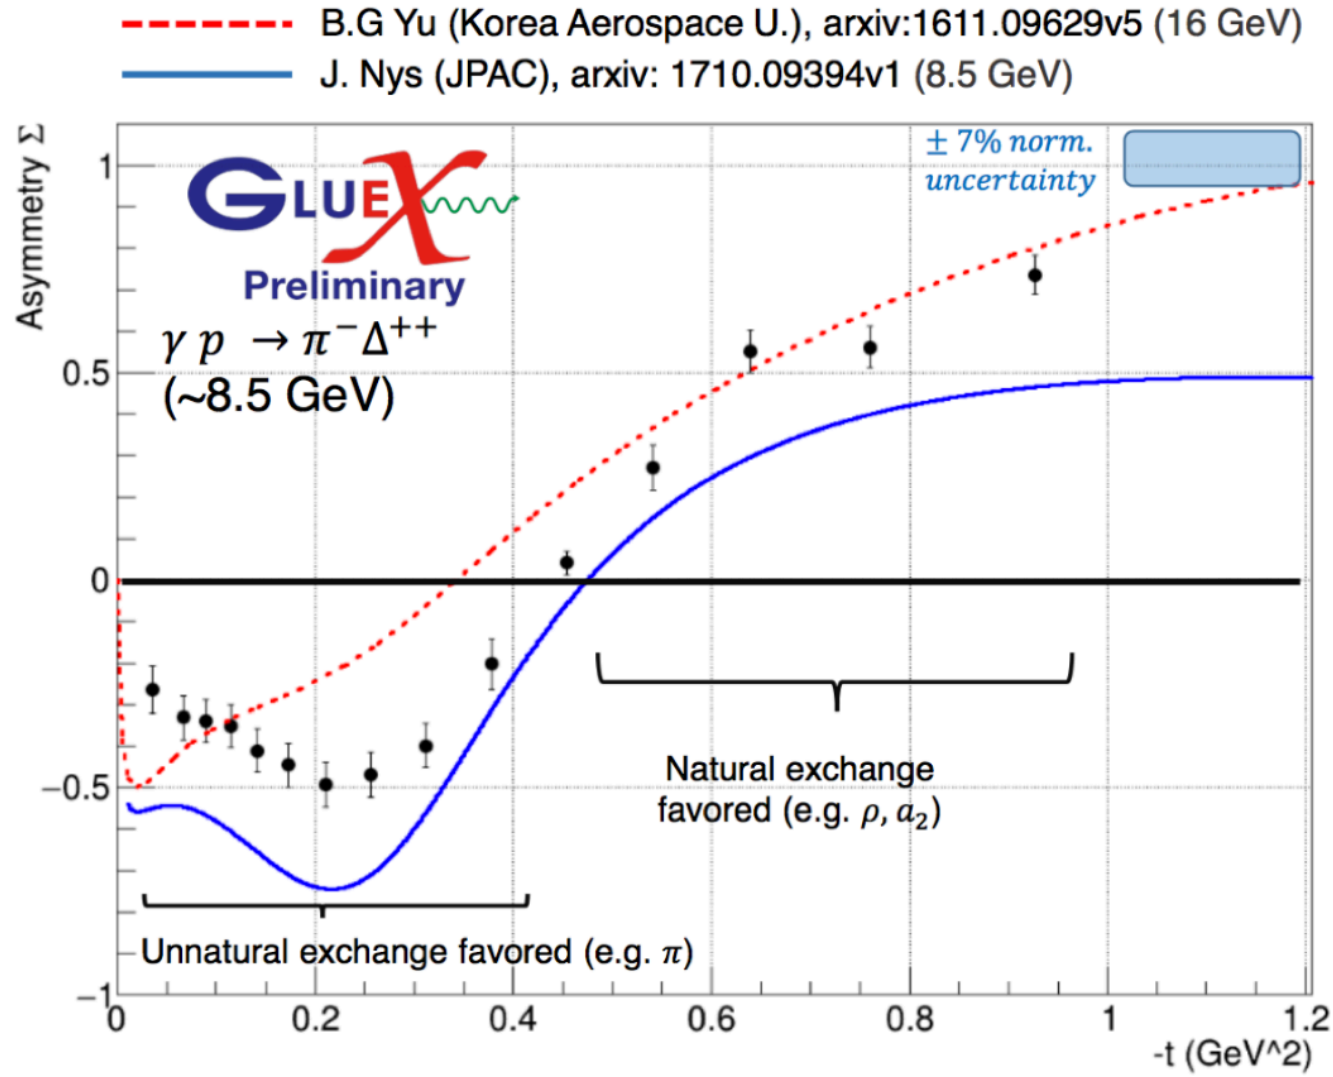 B.G Yu (Korea Aerospace U.), arxiv:1611.09629v5 (16 GeV)
J. Nys (JPAC), arxiv: 1710.09394v1 (8.5 GeV)
Asymmetry Σ
± 7% norm.
uncertainty
GLUEX
Preliminary
γ p → π⁻Δ⁺⁺
(~8.5 GeV)
1
0.5
0
−0.5
−1
Natural exchange
favored (e.g. ρ, a₂)
Unnatural exchange favored (e.g. π)
0 0.2 0.4 0.6 0.8 1 1.2
-t (GeV^2)